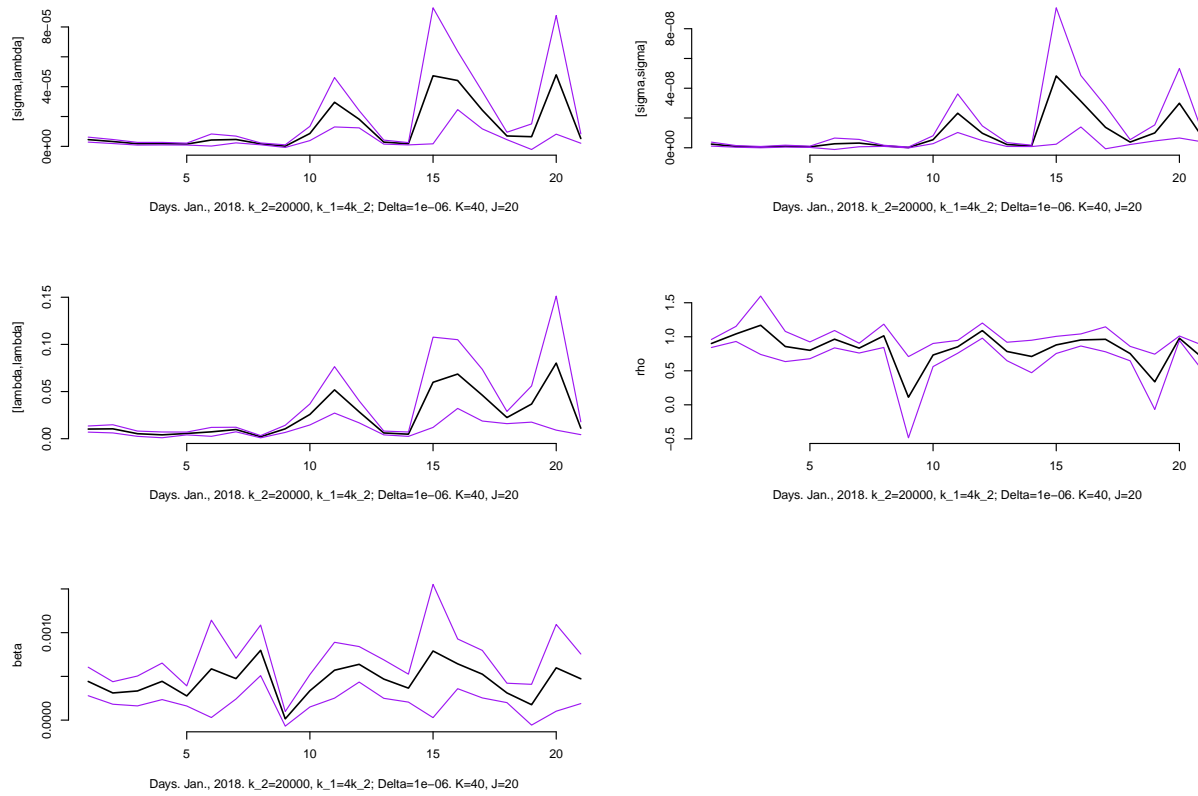 [sigma,lambda]
0e+00 4e-05 8e-05
5 10 15 20
Days. Jan., 2018. k_2=20000, k_1=4k_2; Delta=1e-06. K=40, J=20
[sigma,sigma]
0e+00 4e-08 8e-08
5 10 15 20
Days. Jan., 2018. k_2=20000, k_1=4k_2; Delta=1e-06. K=40, J=20
[lambda,lambda]
0.00 0.05 0.10 0.15
5 10 15 20
Days. Jan., 2018. k_2=20000, k_1=4k_2; Delta=1e-06. K=40, J=20
rho
-0.5 0.0 0.5 1.0 1.5
5 10 15 20
Days. Jan., 2018. k_2=20000, k_1=4k_2; Delta=1e-06. K=40, J=20
beta
0.0000 0.0010
5 10 15 20
Days. Jan., 2018. k_2=20000, k_1=4k_2; Delta=1e-06. K=40, J=20